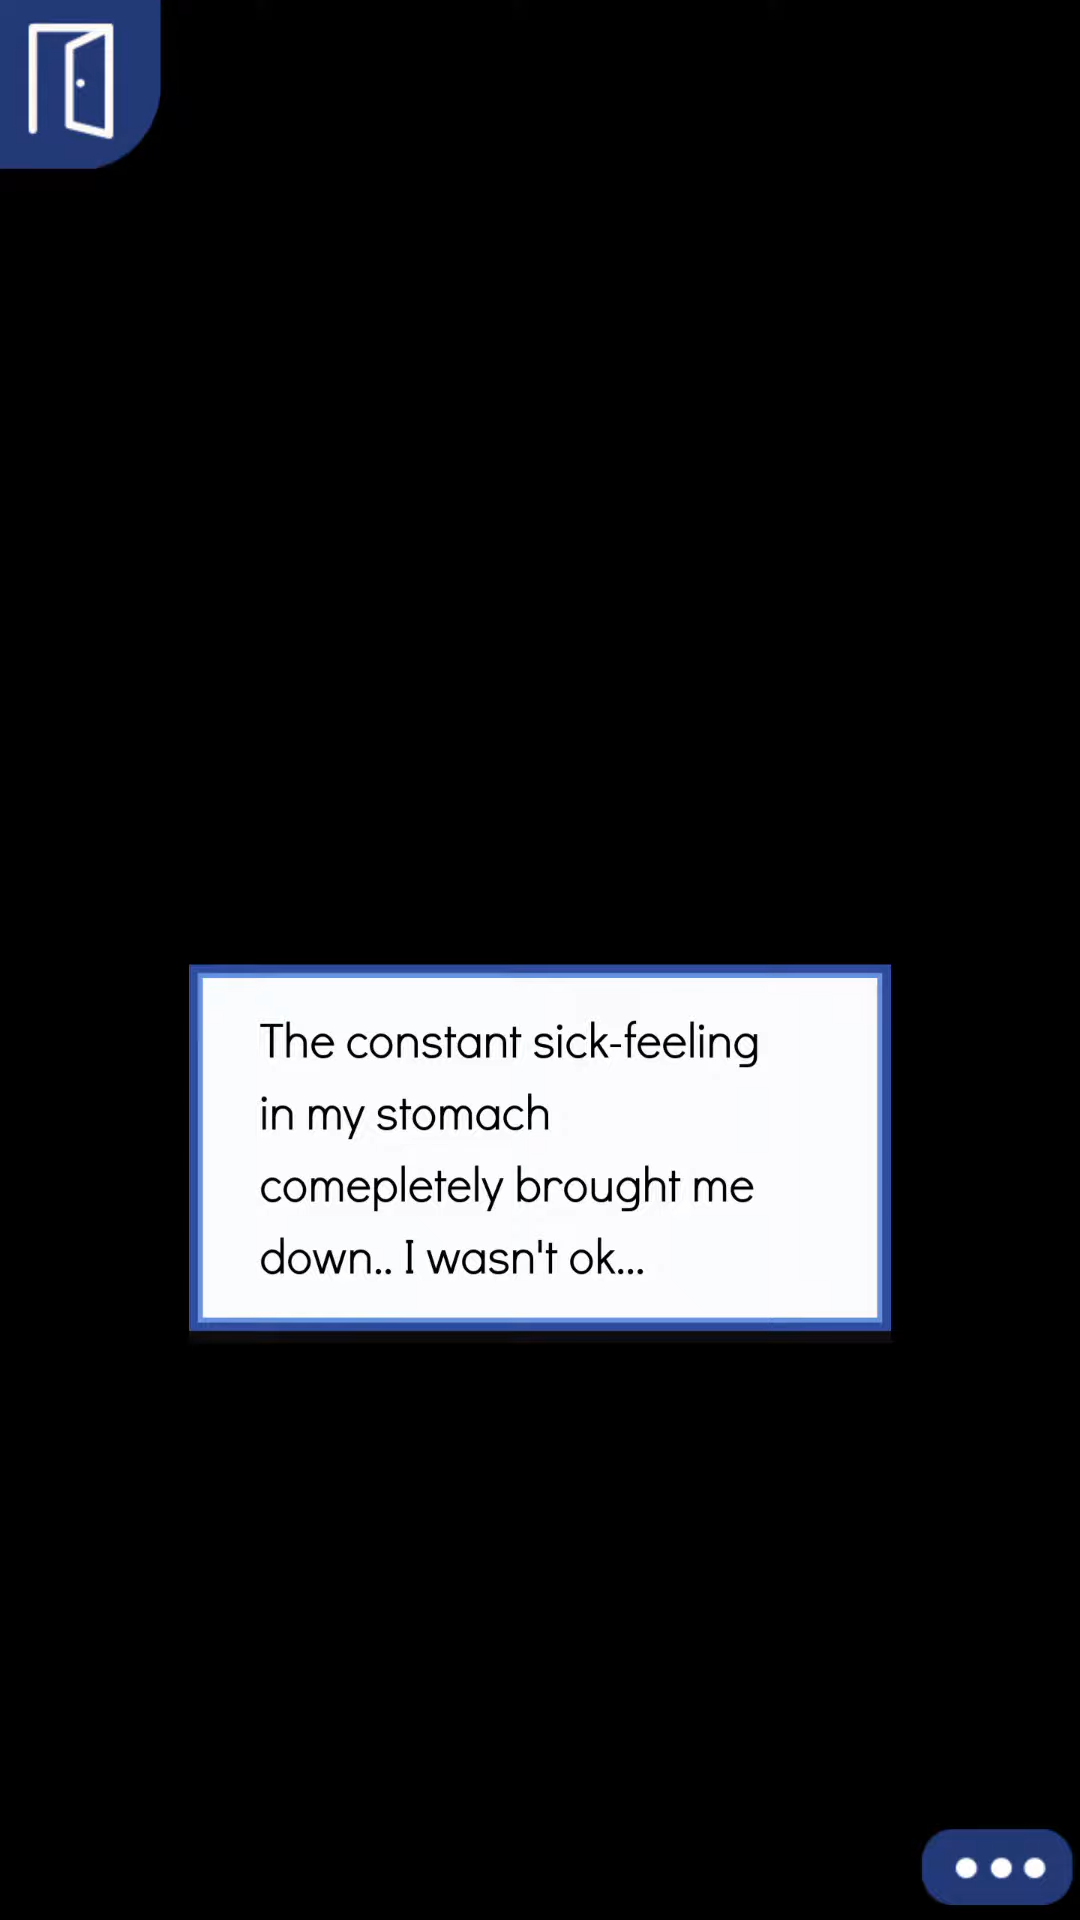 The constant sick-feeling
in my stomach
comepletely brought me
down.. I wasn't ok...